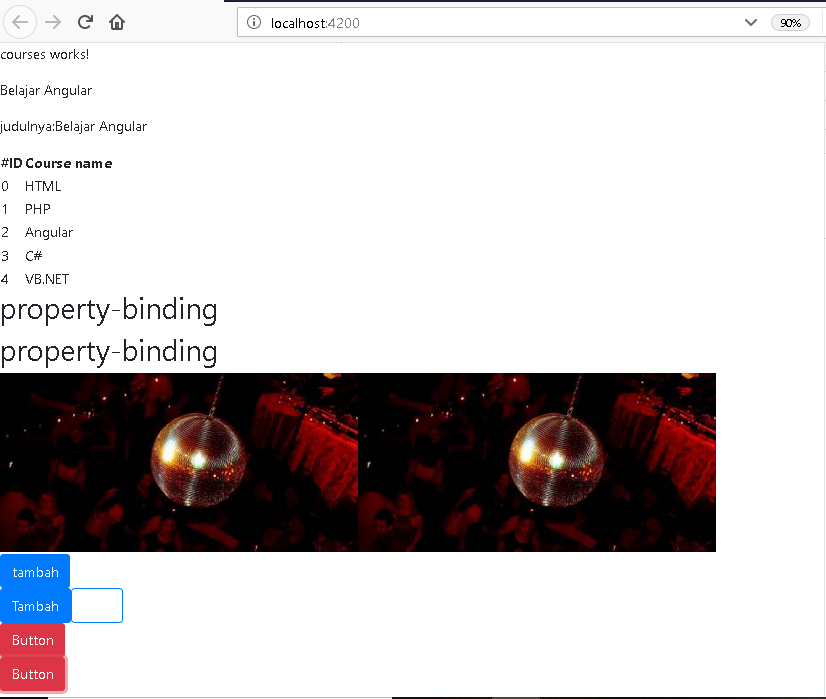 localhost:4200
90%
courses works!
Belajar Angular
judulnya:Belajar Angular
#ID Course name
0 HTML
1 PHP
2 Angular
3 C#
4 VB.NET
property-binding
property-binding
tambah
Tambah
Button
Button